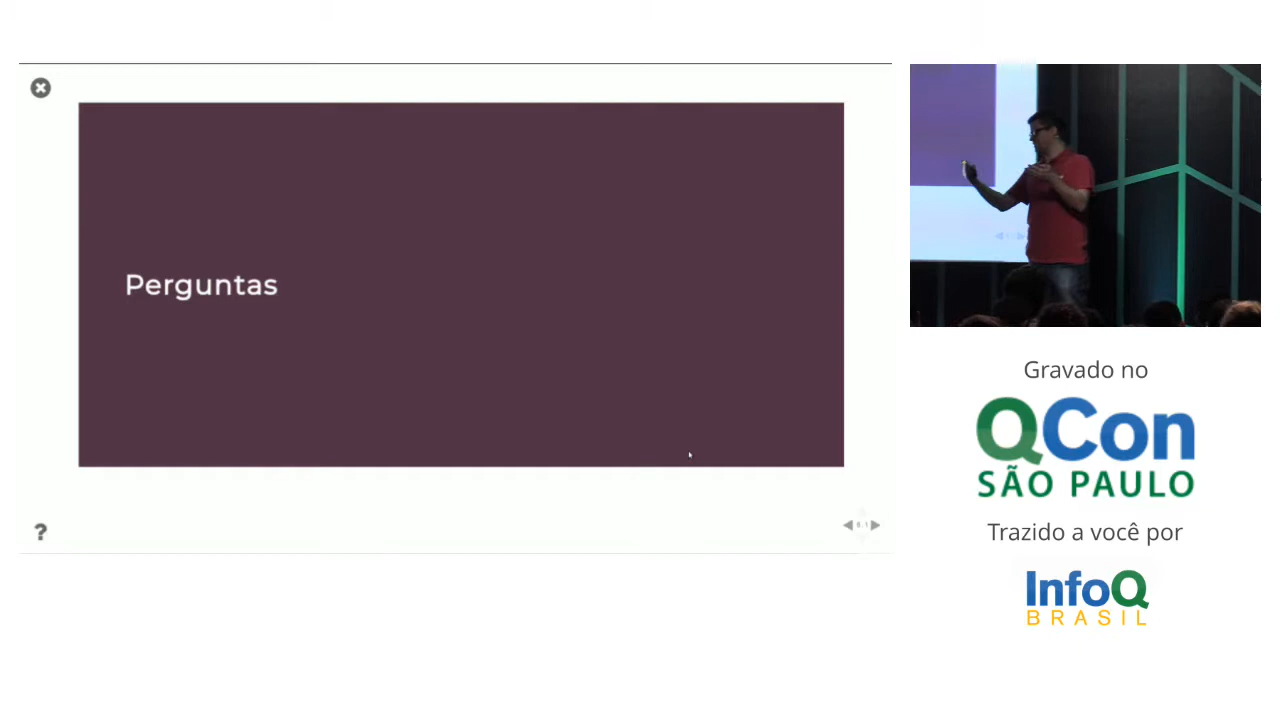 Perguntas
?
Gravado no
QCon
SÃO PAULO
Trazido a você por
InfoQ
BRASIL